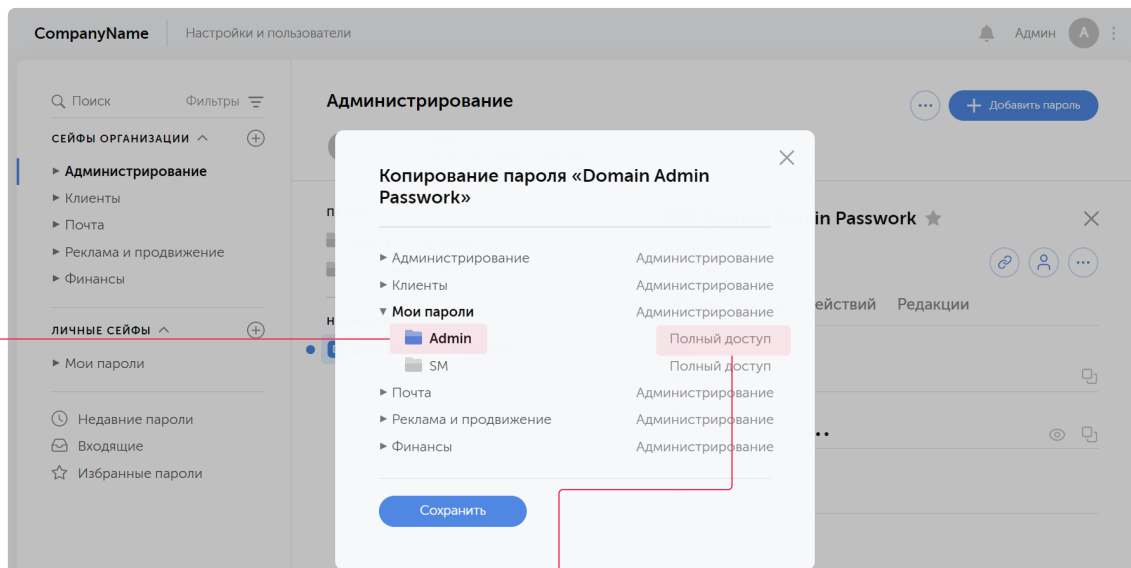 CompanyName
Настройки и пользователи
Админ
А
Поиск
Фильтры
СЕЙФЫ ОРГАНИЗАЦИИ
Администрирование
Клиенты
Почта
Реклама и продвижение
Финансы
ЛИЧНЫЕ СЕЙФЫ
Мои пароли
Недавние пароли
Входящие
Избранные пароли
Администрирование
Добавить пароль
in Passwork
ействий
Редакции
Копирование пароля «Domain Admin
Passwork»
Администрирование Администрирование
Клиенты Администрирование
Мои пароли Администрирование
Admin Полный доступ
SM Полный доступ
Почта Администрирование
Реклама и продвижение Администрирование
Финансы Администрирование
Сохранить